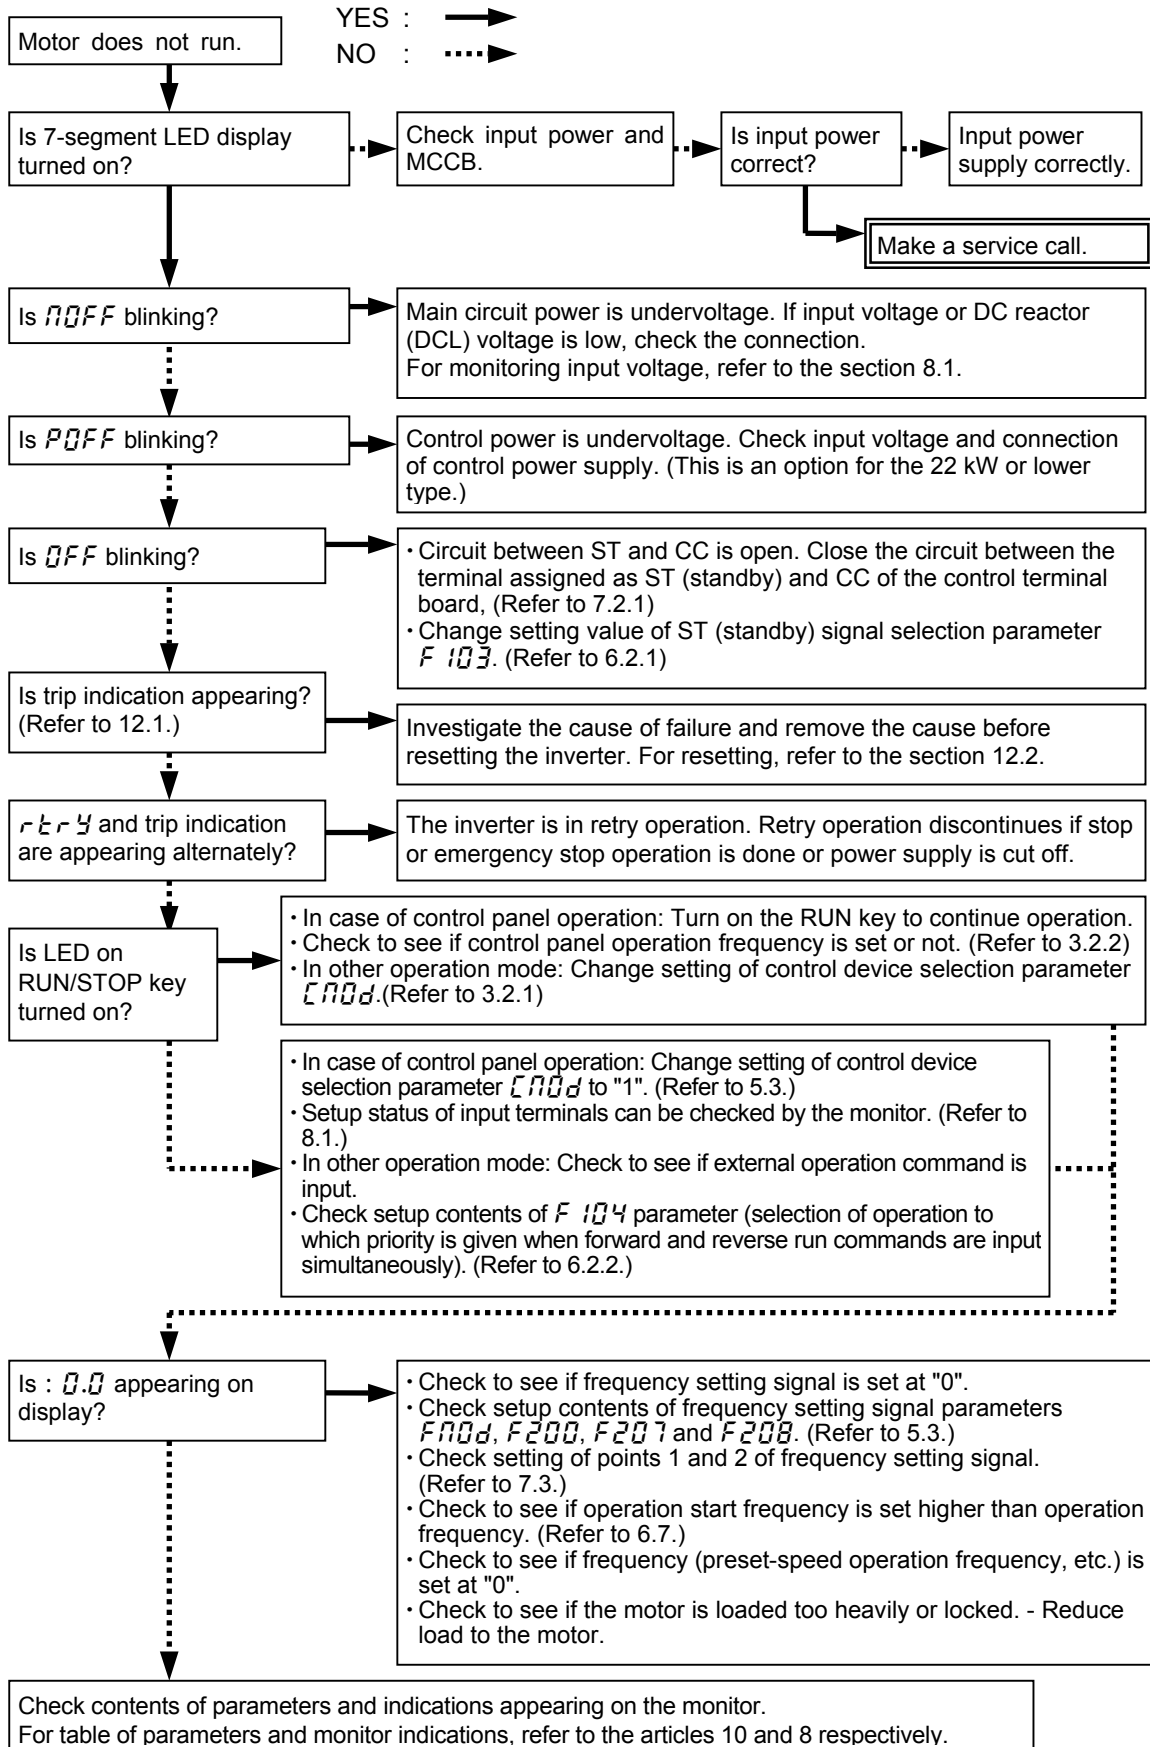 YES :
NO :
Motor does not run.
Is 7-segment LED display
turned on?
Check input power and
MCCB.
Is input power
correct?
Input power
supply correctly.
Make a service call.
Is MOFF blinking?
Main circuit power is undervoltage. If input voltage or DC reactor
(DCL) voltage is low, check the connection.
For monitoring input voltage, refer to the section 8.1.
Is POFF blinking?
Control power is undervoltage. Check input voltage and connection
of control power supply. (This is an option for the 22 kW or lower
type.)
Is OFF blinking?
・Circuit between ST and CC is open. Close the circuit between the
terminal assigned as ST (standby) and CC of the control terminal
board, (Refer to 7.2.1)
・Change setting value of ST (standby) signal selection parameter
F103. (Refer to 6.2.1)
Is trip indication appearing?
(Refer to 12.1.)
Investigate the cause of failure and remove the cause before
resetting the inverter. For resetting, refer to the section 12.2.
rtry and trip indication
are appearing alternately?
The inverter is in retry operation. Retry operation discontinues if stop
or emergency stop operation is done or power supply is cut off.
Is LED on
RUN/STOP key
turned on?
・In case of control panel operation: Turn on the RUN key to continue operation.
・Check to see if control panel operation frequency is set or not. (Refer to 3.2.2)
・In other operation mode: Change setting of control device selection parameter
CMOd.(Refer to 3.2.1)
・In case of control panel operation: Change setting of control device
selection parameter CMOd to "1". (Refer to 5.3.)
・Setup status of input terminals can be checked by the monitor. (Refer to
8.1.)
・In other operation mode: Check to see if external operation command is
input.
・Check setup contents of F104 parameter (selection of operation to
which priority is given when forward and reverse run commands are input
simultaneously). (Refer to 6.2.2.)
Is : 0.0 appearing on
display?
・Check to see if frequency setting signal is set at "0".
・Check setup contents of frequency setting signal parameters
FMOd, F200, F207 and F208. (Refer to 5.3.)
・Check setting of points 1 and 2 of frequency setting signal.
(Refer to 7.3.)
・Check to see if operation start frequency is set higher than operation
frequency. (Refer to 6.7.)
・Check to see if frequency (preset-speed operation frequency, etc.) is
set at "0".
・Check to see if the motor is loaded too heavily or locked. - Reduce
load to the motor.
Check contents of parameters and indications appearing on the monitor.
For table of parameters and monitor indications, refer to the articles 10 and 8 respectively.